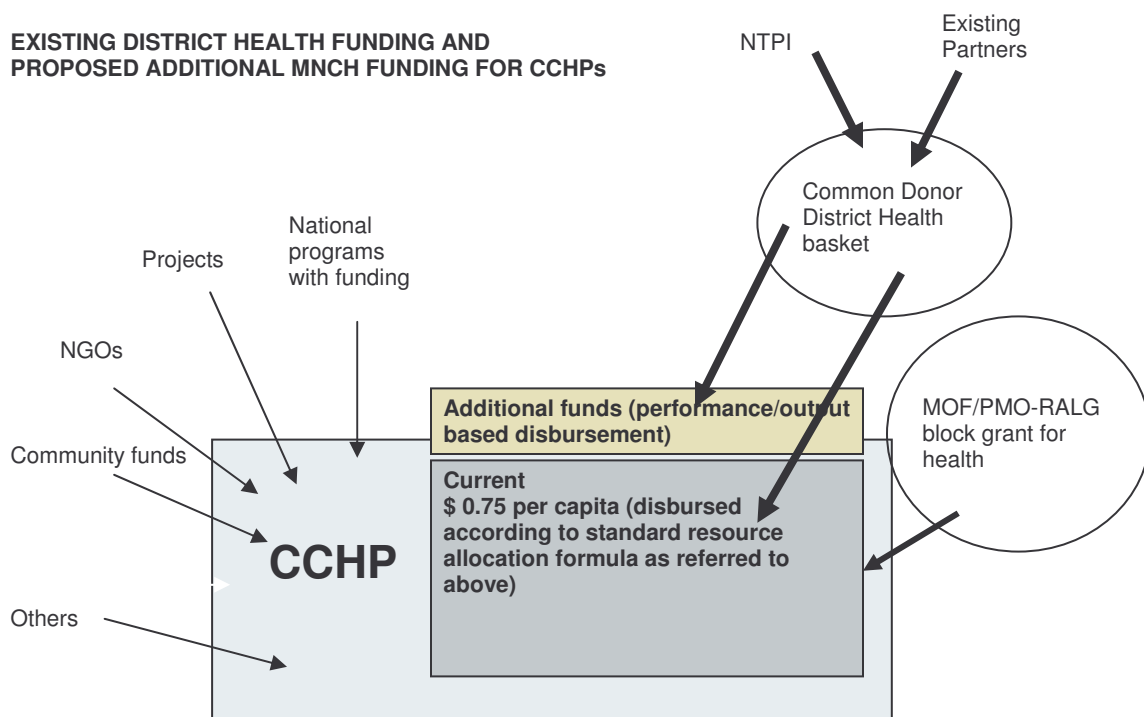 EXISTING DISTRICT HEALTH FUNDING AND
PROPOSED ADDITIONAL MNCH FUNDING FOR CCHPs
NTPI
Existing
Partners
Common Donor
District Health
basket
National
programs
with funding
Projects
NGOs
Community funds
Others
CCHP
Additional funds (performance/output
based disbursement)
Current
$ 0.75 per capita (disbursed
according to standard resource
allocation formula as referred to
above)
MOF/PMO-RALG
block grant for
health